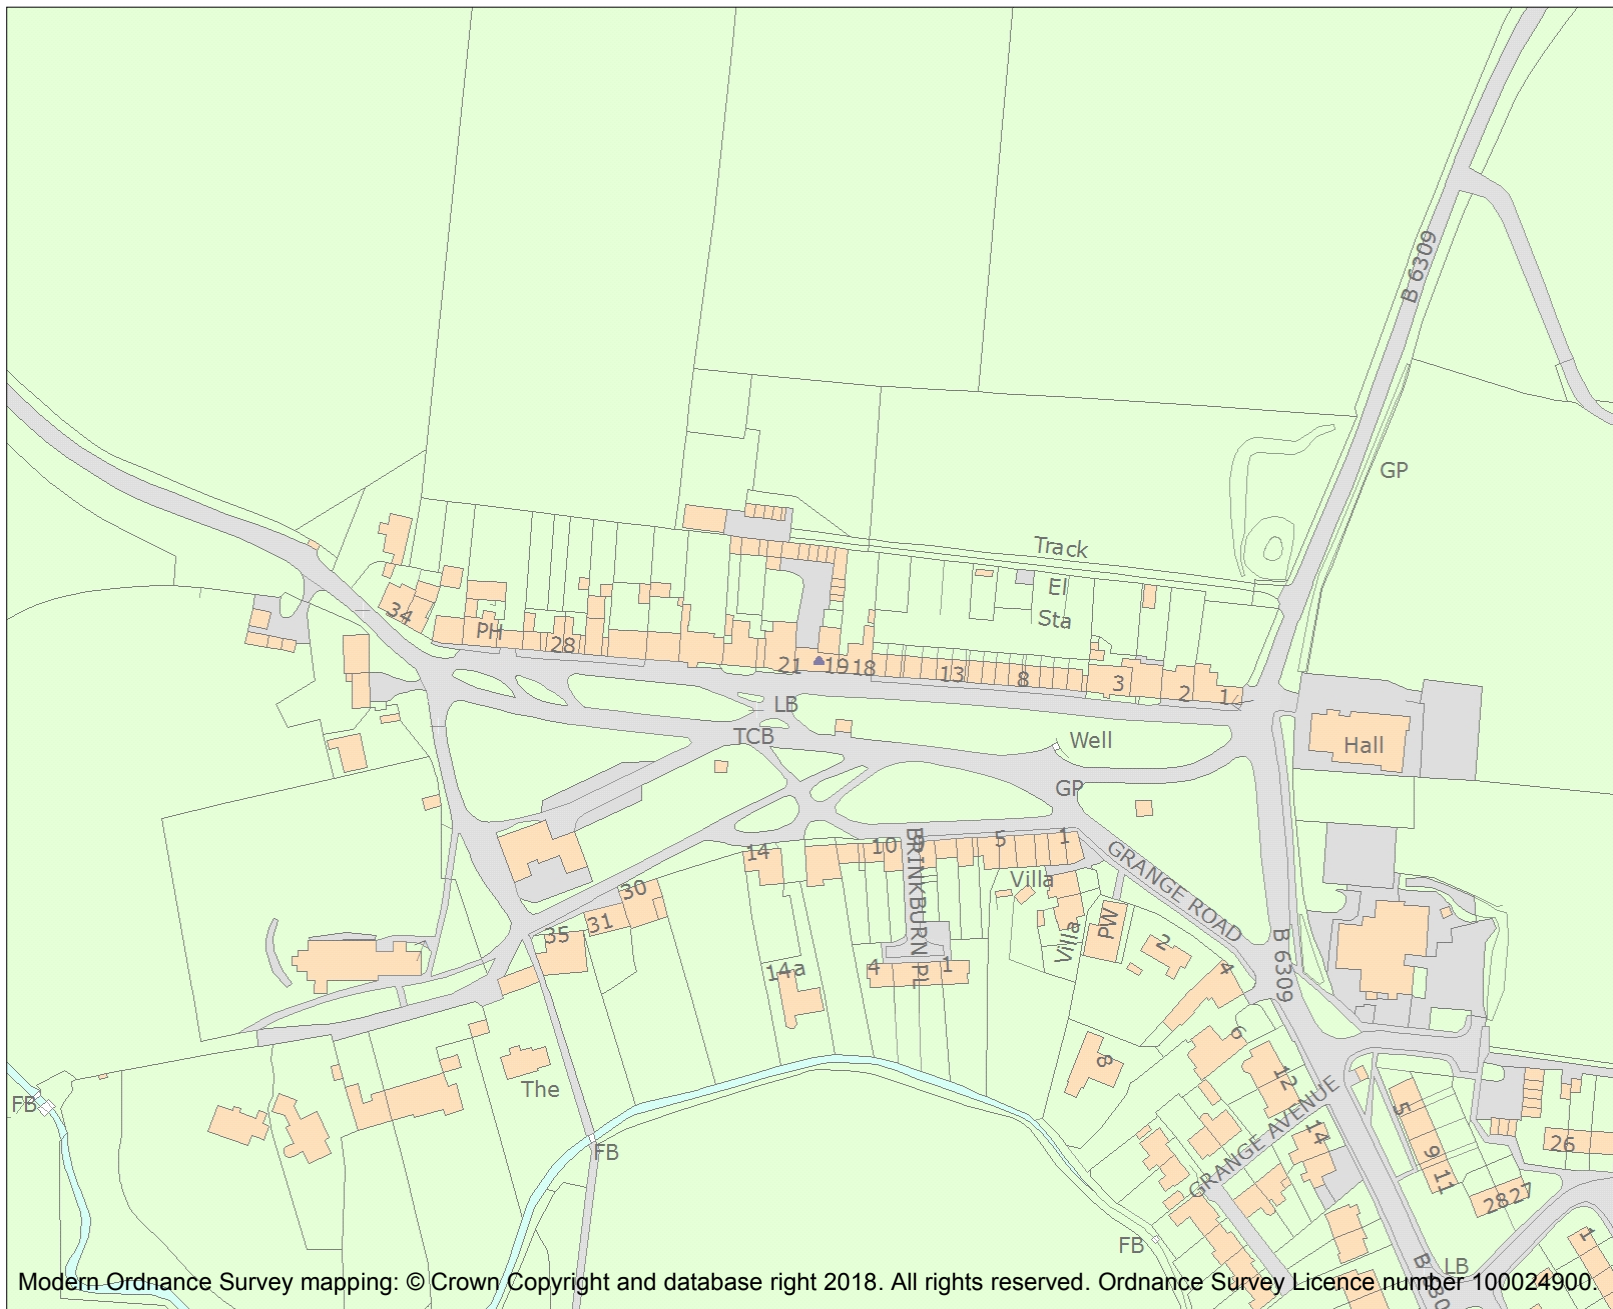 B 6309
GP
Track
El
Sta
34
PH
28
21
19
18
13
8
3
2
1
LB
TCB
Well
Hall
GP
14
10
9
5
1
BRINKBURN PL
GRANGE ROAD
Villa
Villa
PW
30
31
35
14a
4
1
2
4
B 6309
6
8
12
The
FB
FB
GRANGE AVENUE
14
5
9
11
26
28
27
1
FB
LB
Modern Ordnance Survey mapping: © Crown Copyright and database right 2018. All rights reserved. Ordnance Survey Licence number 100024900.